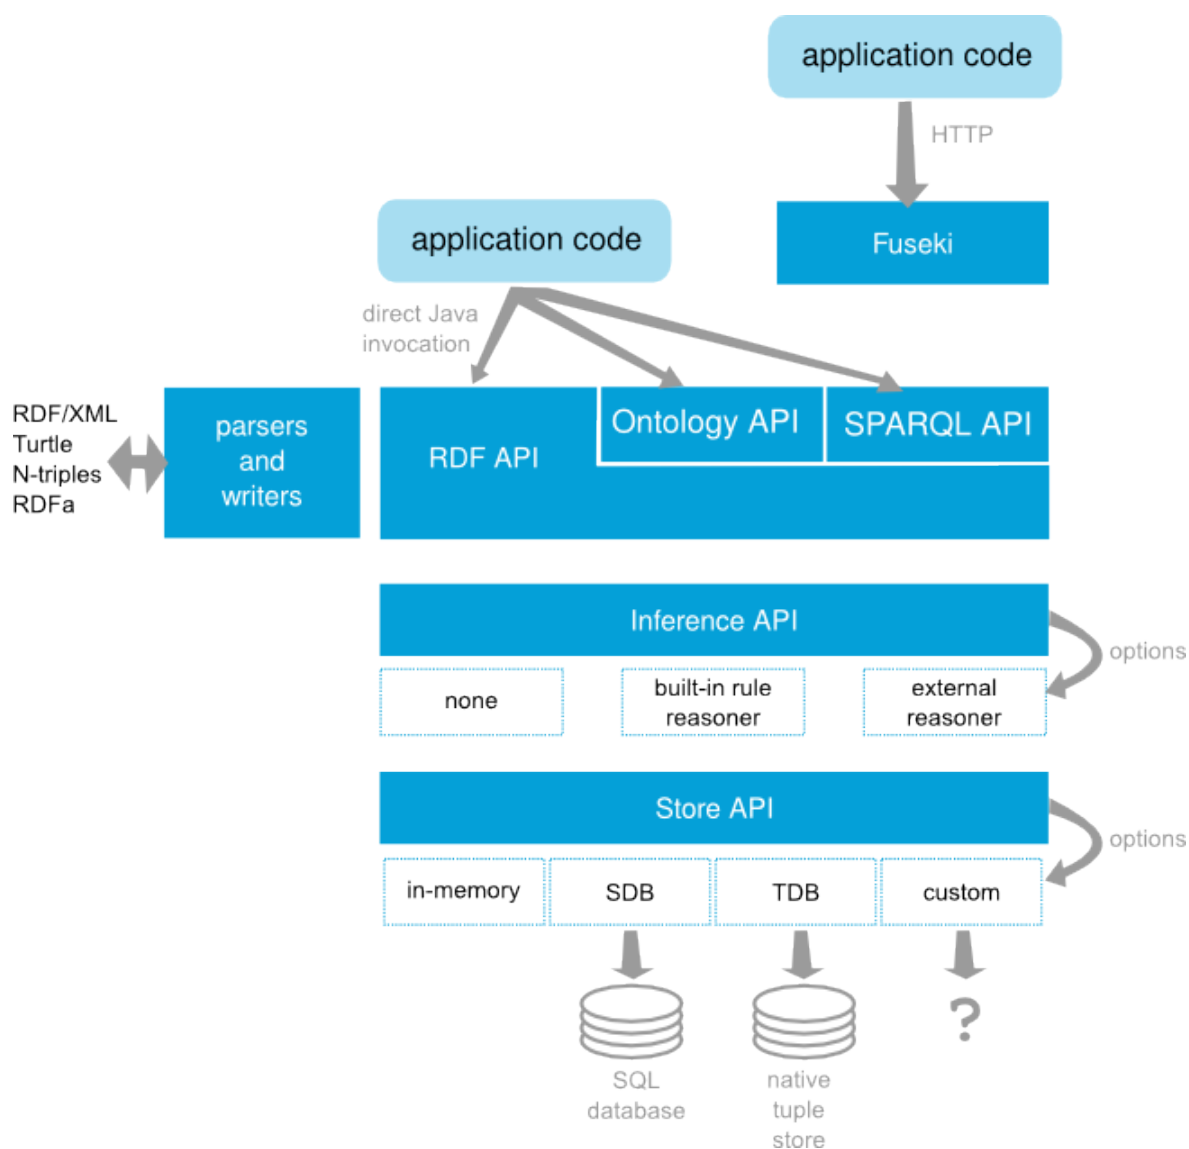 application code
HTTP
Fuseki
application code
direct Java
invocation
RDF/XML
Turtle
N-triples
RDFa
parsers
and
writers
RDF API
Ontology API
SPARQL API
Inference API
options
none
built-in rule
reasoner
external
reasoner
Store API
options
in-memory
SDB
TDB
custom
?
SQL
database
native
tuple
store